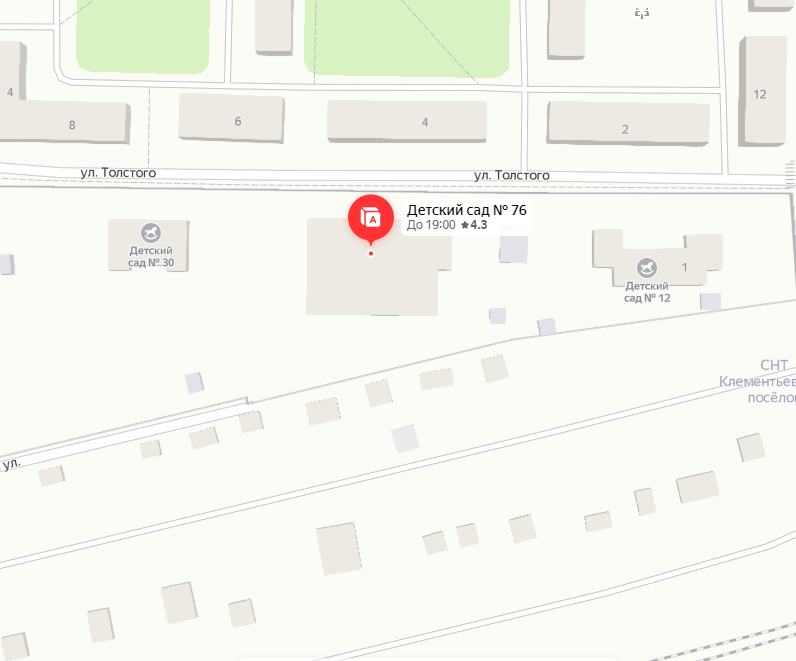 12
4
8
6
4
2
ул. Толстого
ул. Толстого
Детский сад № 76
До 19:00 ★4.3
Детский
сад № 30
1
Детский
сад № 12
СНТ
Клементьев
посёло
ул.